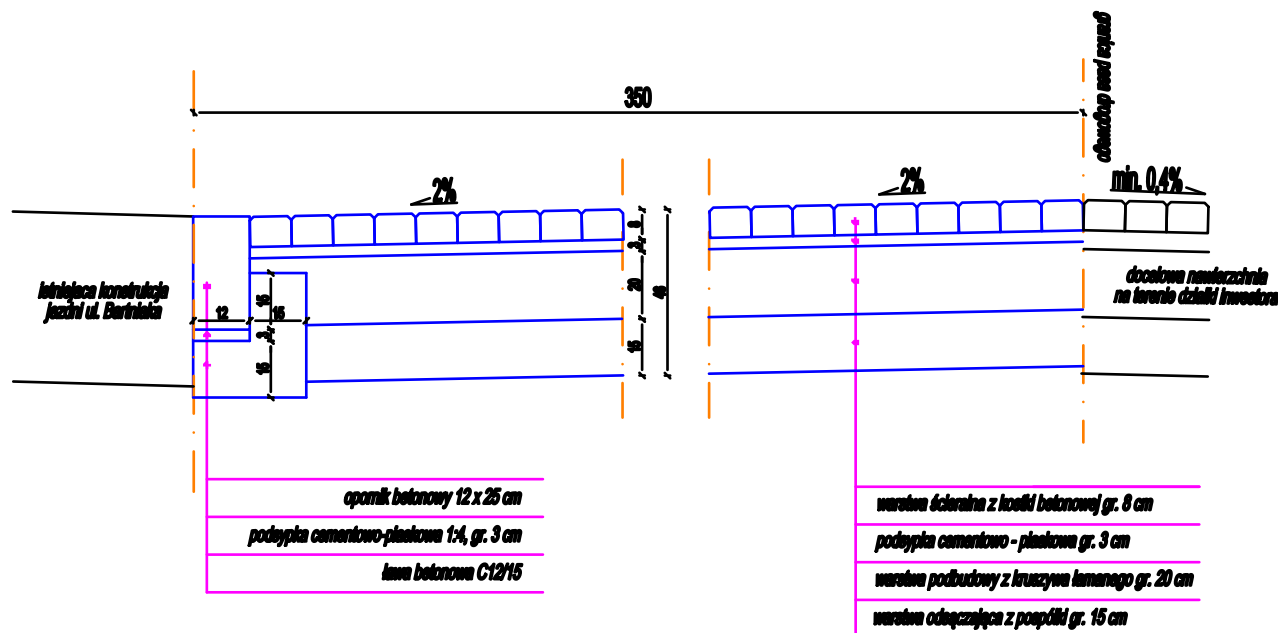 granica pasa drogowego
350
2%
2%
min. 0,4%
8
3
20
15
46
istniejaca konstrukcja
jezdni ul. Bartniaka
12
15
15
3
15
docelowa nawierzchnia
na terenie działki inwestora
opornik betonowy 12 x 25 cm
podsypka cementowo-piaskowa 1:4, gr. 3 cm
ława betonowa C12/15
warstwa ścieralna z kostki betonowej gr. 8 cm
podsypka cementowo - piaskowa gr. 3 cm
warstwa podbudowy z kruszywa łamanego gr. 20 cm
warstwa odsączająca z pospółki gr. 15 cm